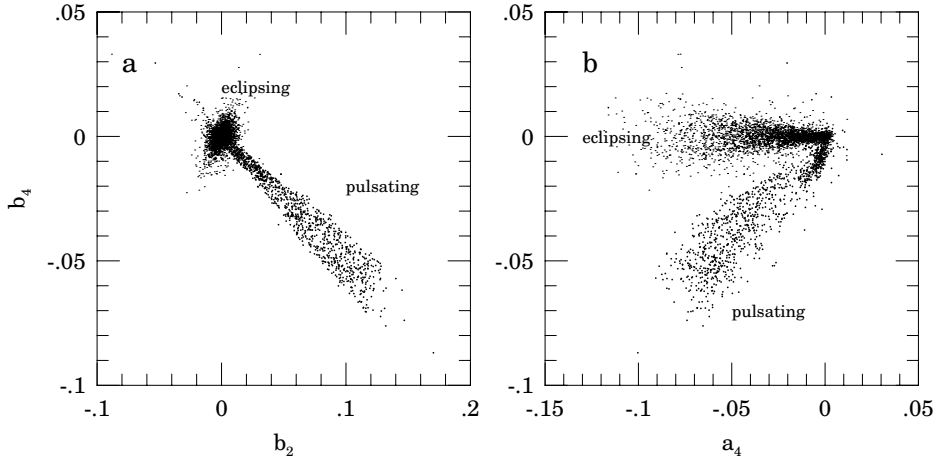 .05
0
-.05
-.1
b₄
a
eclipsing
pulsating
-.1
0
.1
.2
b₂
.05
0
-.05
-.1
b
eclipsing
pulsating
-.15
-.1
-.05
0
.05
a₄